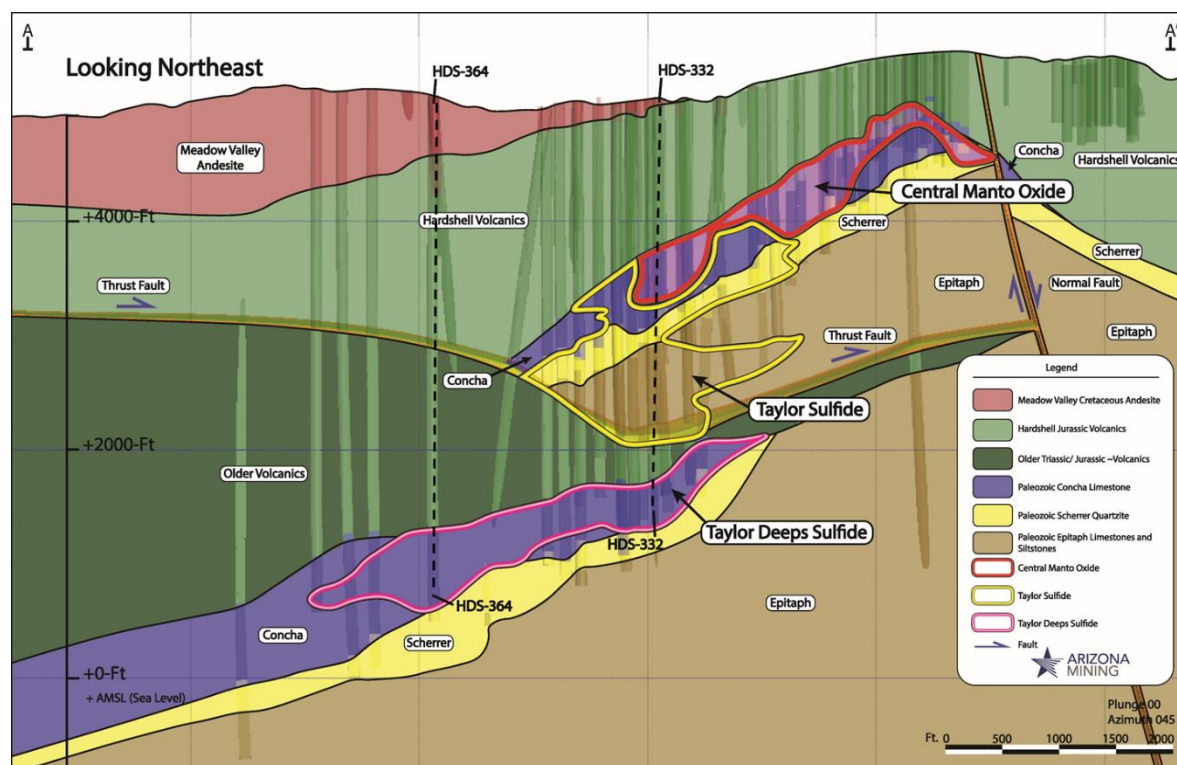 A
A'
Looking Northeast
HDS-364
HDS-332
Meadow Valley
Andesite
Concha
Hardshell Volcanics
Central Manto Oxide
+4000-Ft
Hardshell Volcanics
Scherrer
Scherrer
Thrust Fault
Epitaph
Normal Fault
Thrust Fault
Epitaph
Concha
Taylor Sulfide
+2000-Ft
Older Volcanics
Taylor Deeps Sulfide
HDS-332
HDS-364
Epitaph
Concha
Scherrer
+0-Ft
+ AMSL (Sea Level)
Legend
Meadow Valley Cretaceous Andesite
Hardshell Jurassic Volcanics
Older Triassic/ Jurassic ~Volcanics
Paleozoic Concha Limestone
Paleozoic Scherrer Quartzite
Paleozoic Epitaph Limestones and
Siltstones
Central Manto Oxide
Taylor Sulfide
Taylor Deeps Sulfide
Fault
ARIZONA
MINING
Plunge 00
Azimuth 045
Ft. 0 500 1000 1500 2000